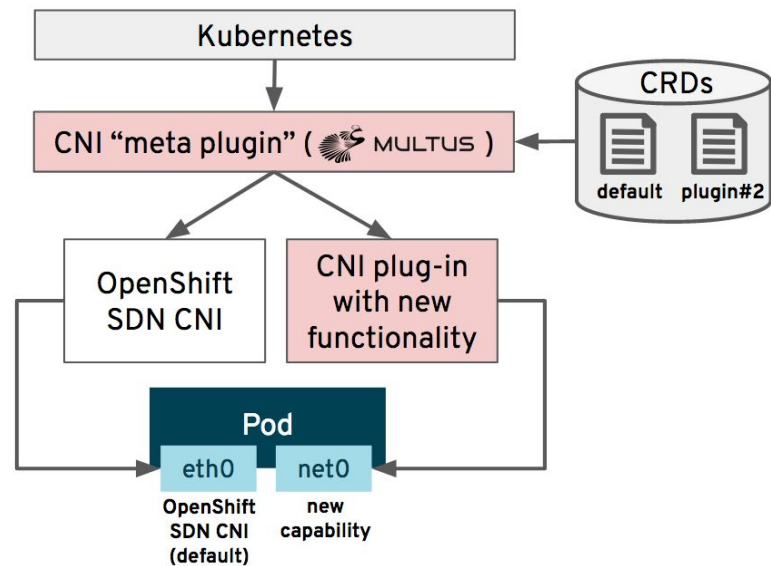 Kubernetes
CNI “meta plugin” ( MULTUS )
CRDs
default
plugin#2
OpenShift
SDN CNI
CNI plug-in
with new
functionality
Pod
eth0
net0
OpenShift
SDN CNI
(default)
new
capability